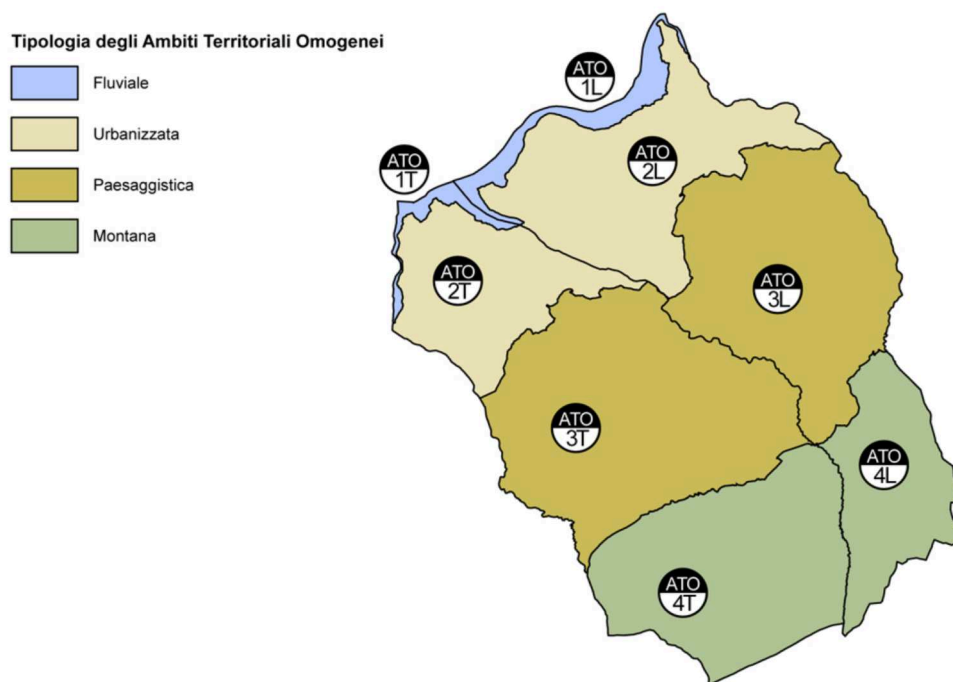 Tipologia degli Ambiti Territoriali Omogenei
Fluviale
Urbanizzata
Paesaggistica
Montana
ATO
1L
ATO
1T
ATO
2L
ATO
2T
ATO
3L
ATO
3T
ATO
4L
ATO
4T